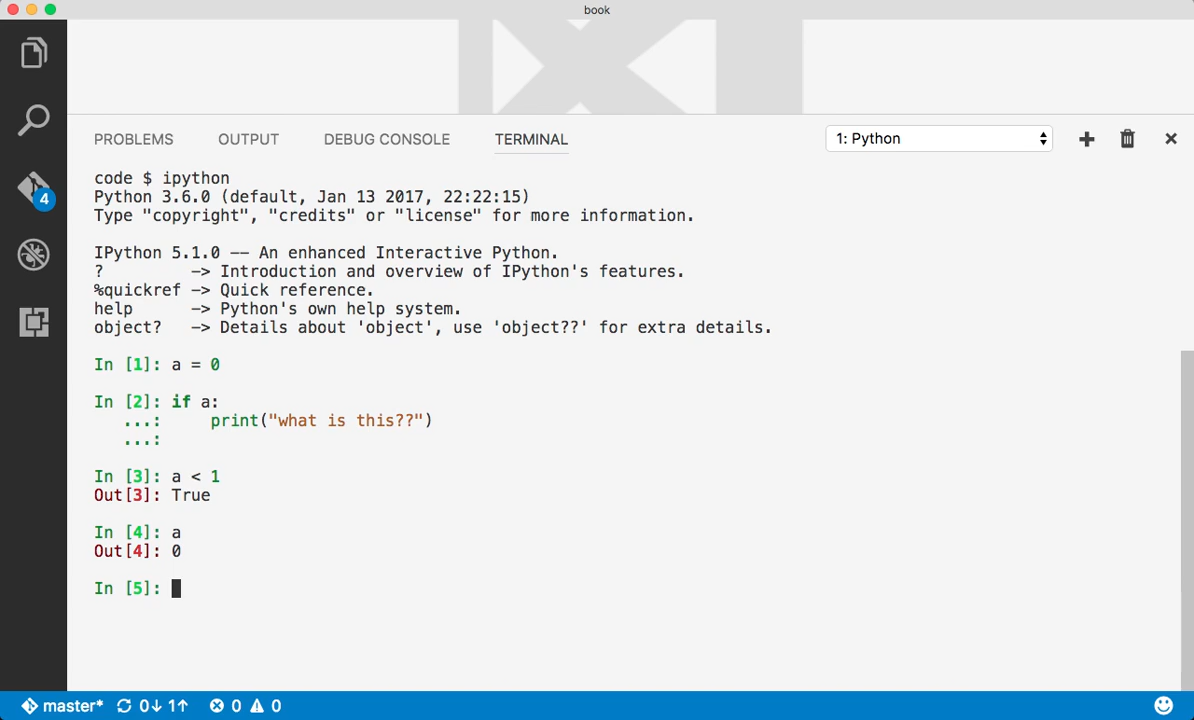 book
4
PROBLEMS OUTPUT DEBUG CONSOLE TERMINAL 1: Python
code $ ipython
Python 3.6.0 (default, Jan 13 2017, 22:22:15)
Type "copyright", "credits" or "license" for more information.
IPython 5.1.0 -- An enhanced Interactive Python.
?         -> Introduction and overview of IPython's features.
%quickref -> Quick reference.
help      -> Python's own help system.
object?   -> Details about 'object', use 'object??' for extra details.
In [1]: a = 0
In [2]: if a:
   ...:     print("what is this??")
   ...:
In [3]: a < 1
Out[3]: True
In [4]: a
Out[4]: 0
In [5]:
master* 0↓ 1↑ 0 0